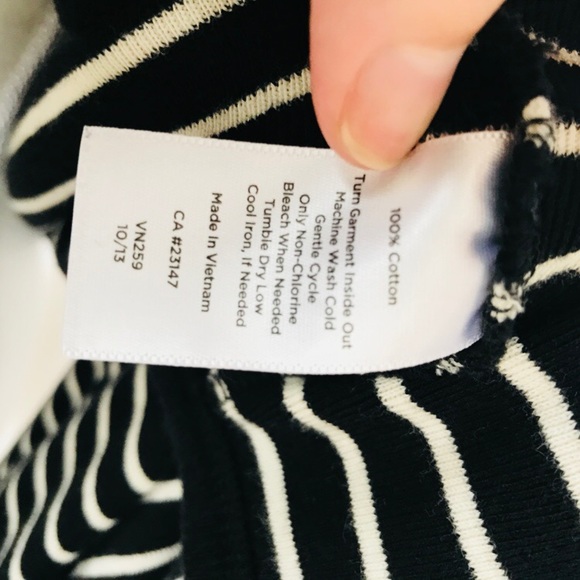 100% Cotton
Turn Garment Inside Out
Machine Wash Cold
Gentle Cycle
Only Non-Chlorine
Bleach When Needed
Tumble Dry Low
Cool Iron, If Needed
Made in Vietnam
CA #23147
VN259
10/13